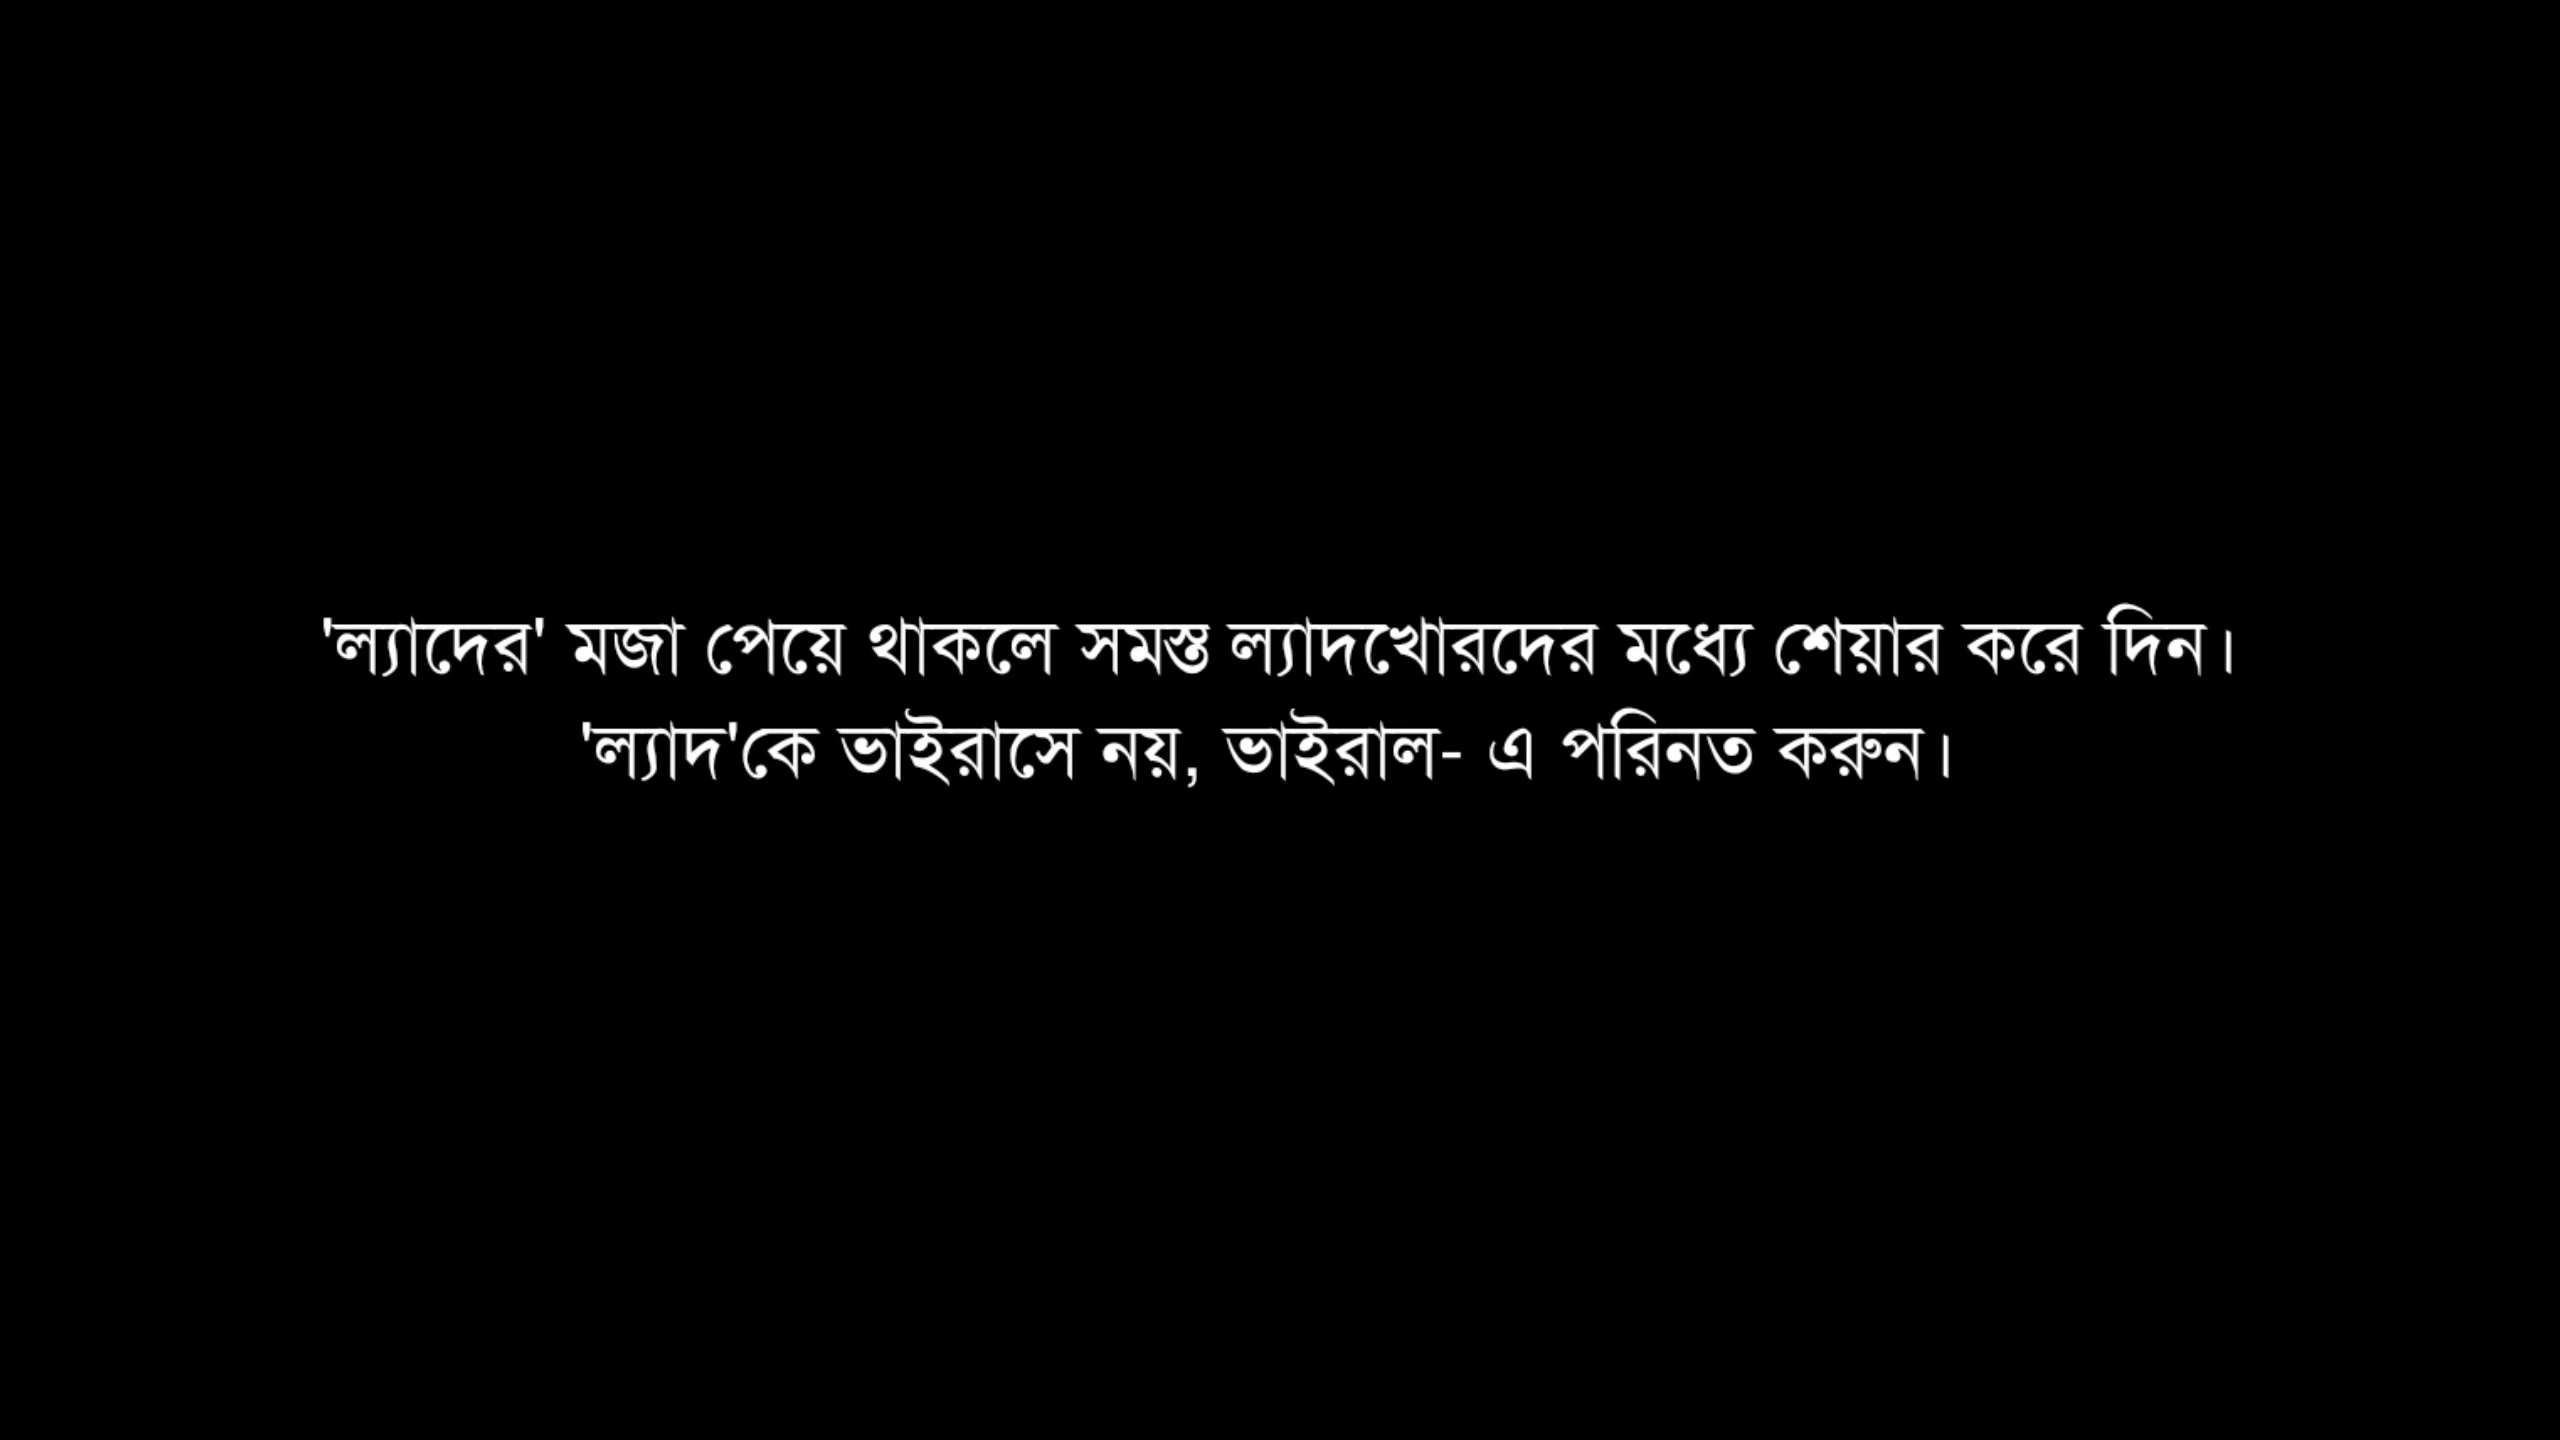 'ল্যাদের' মজা পেয়ে থাকলে সমস্ত ল্যাদখোরদের মধ্যে শেয়ার করে দিন।
'ল্যাদ'কে ভাইরাসে নয়, ভাইরাল- এ পরিনত করুন।